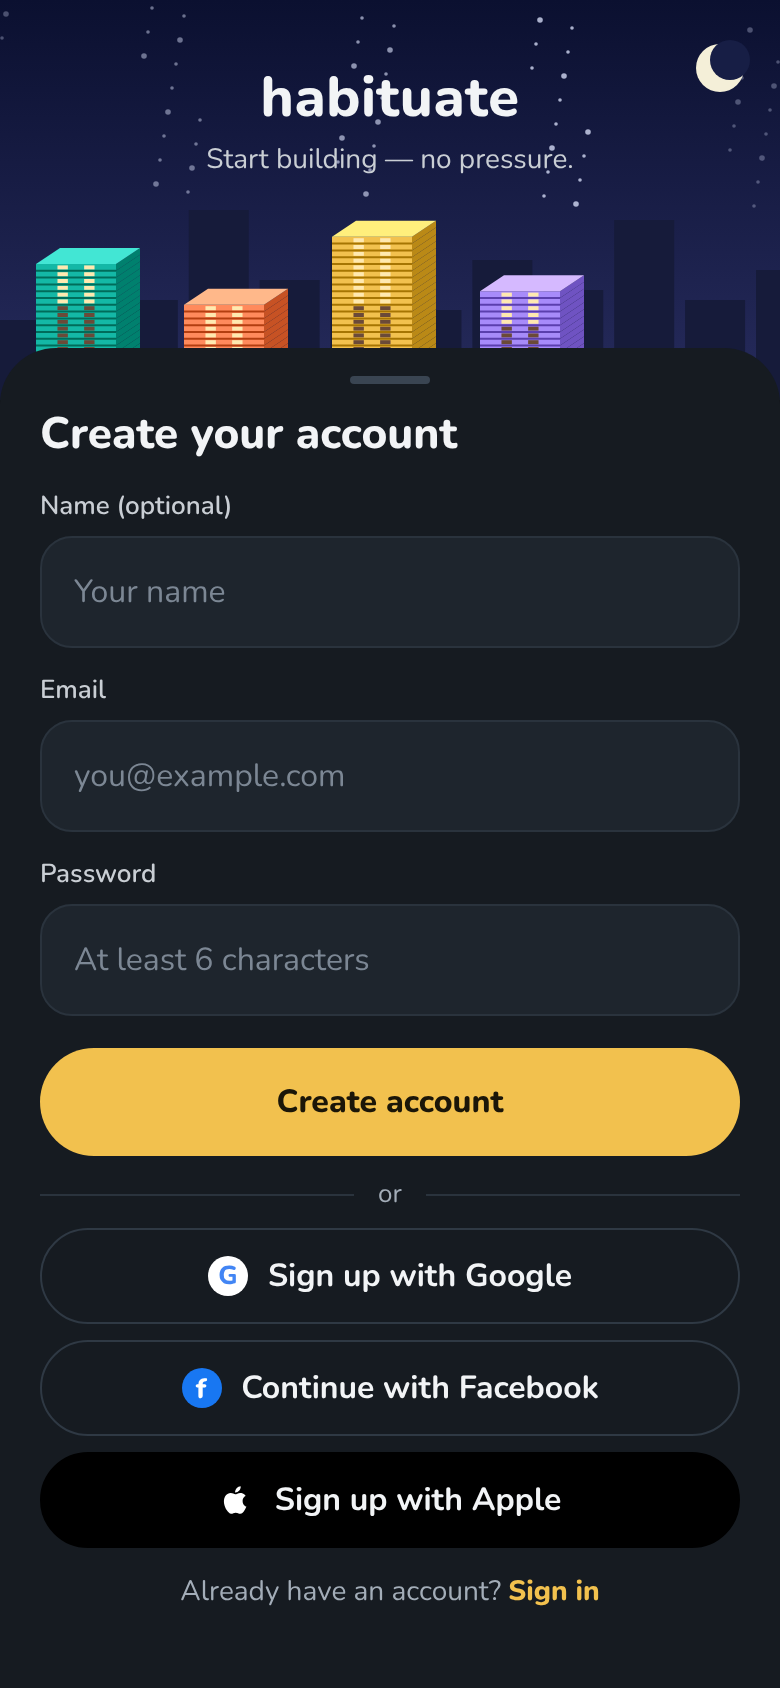 habituate
Start building — no pressure.
Create your account
Name (optional)
Your name
Email
you@example.com
Password
At least 6 characters
Create account
or
G Sign up with Google
f Continue with Facebook
Sign up with Apple
Already have an account? Sign in